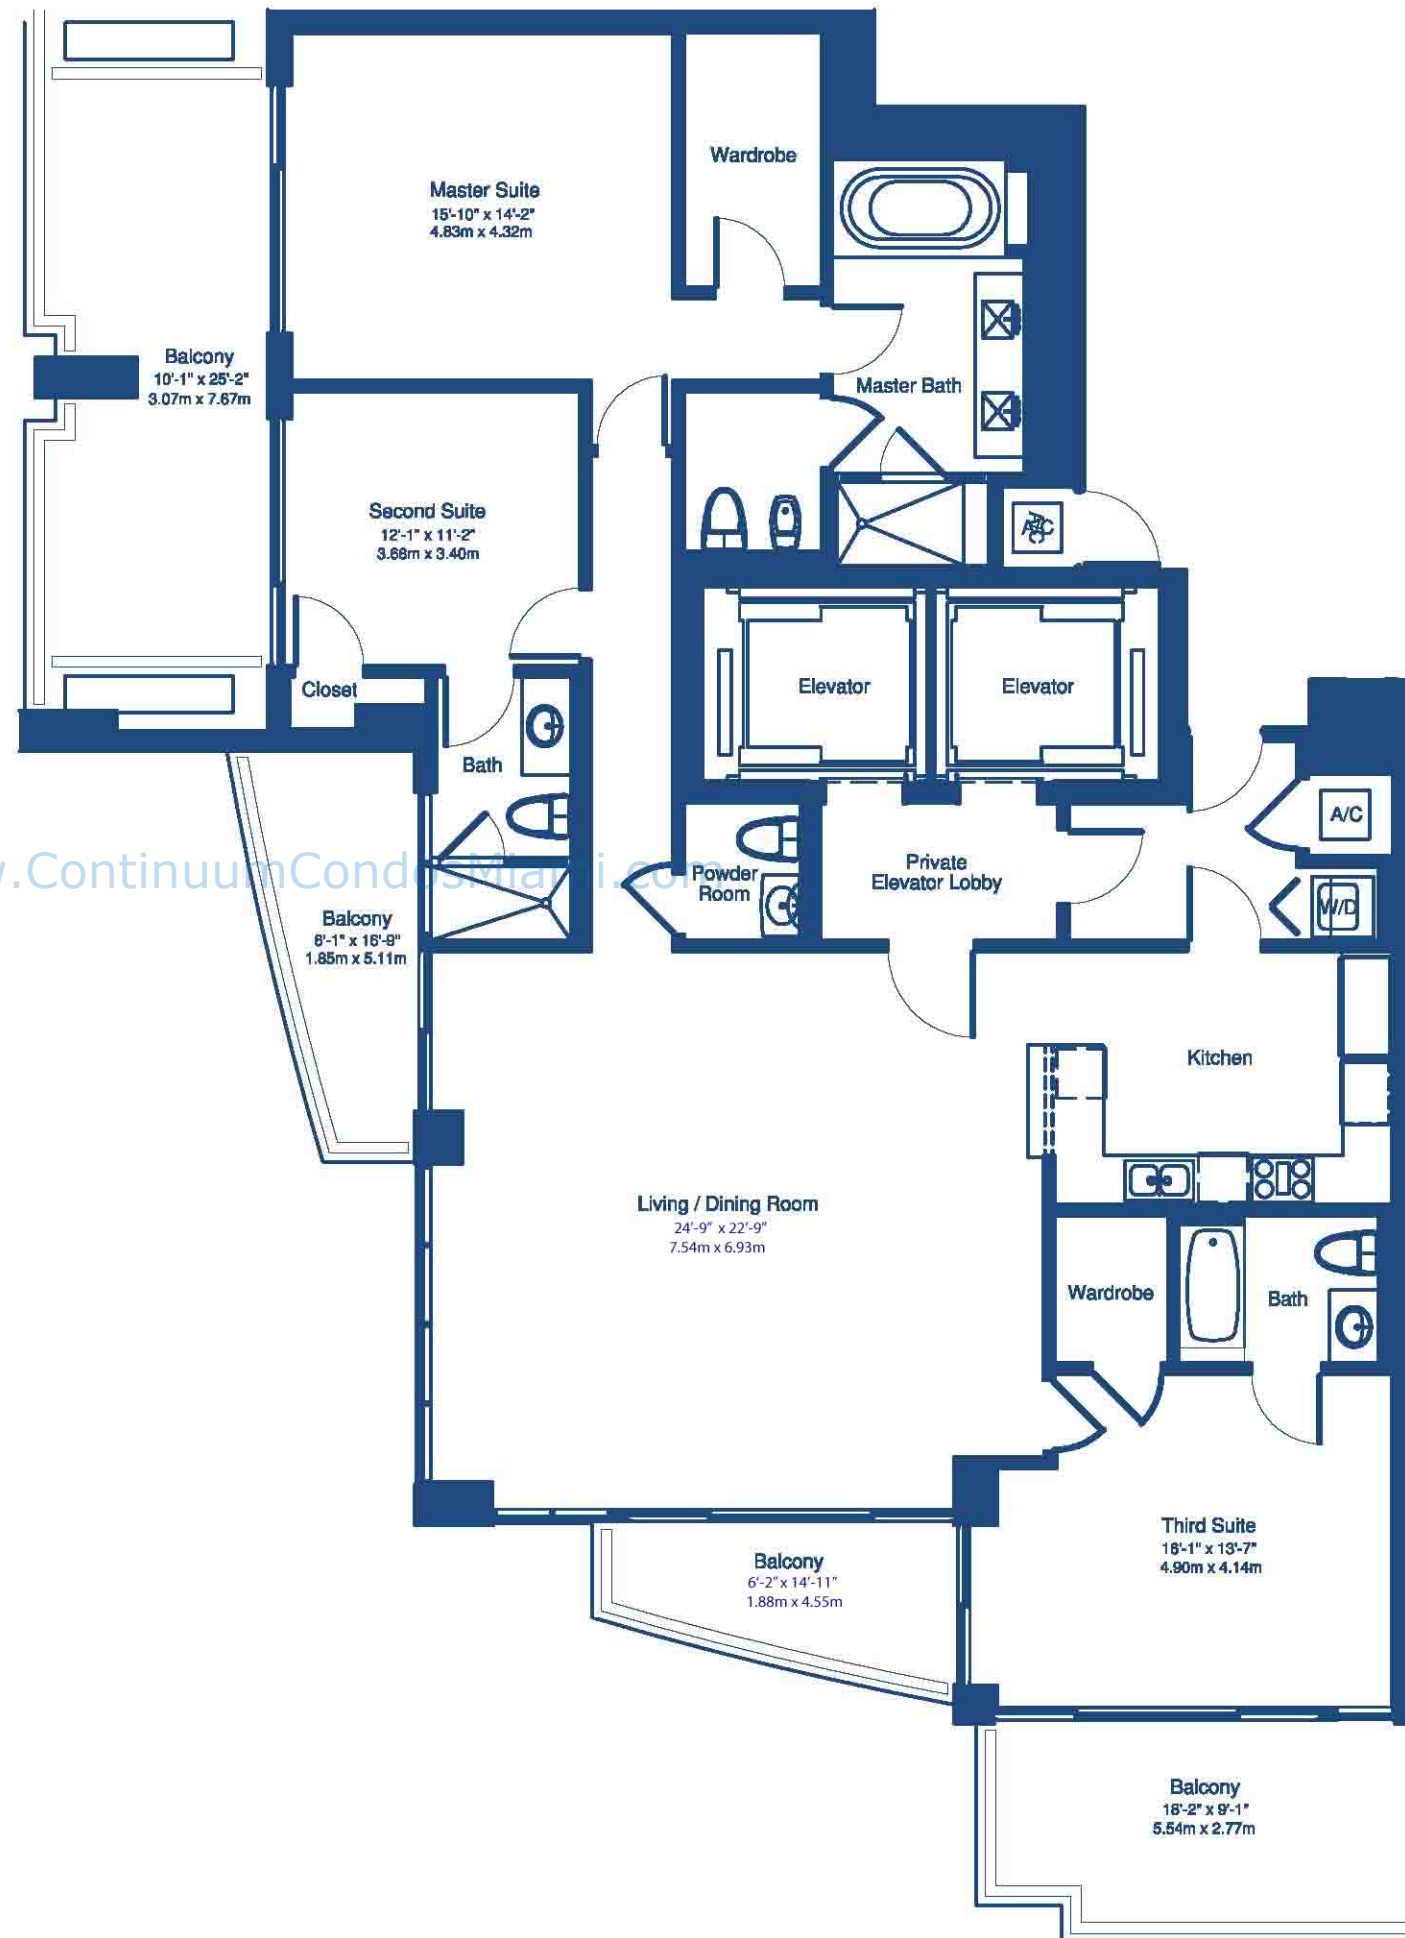 Wardrobe
Master Suite
15'-10" x 14'-2"
4.83m x 4.32m
Balcony
10'-1" x 25'-2"
3.07m x 7.67m
Master Bath
Second Suite
12'-1" x 11'-2"
3.68m x 3.40m
A/C
Closet
Elevator
Elevator
Bath
A/C
Private
Elevator Lobby
Powder
Room
w.ContinuumCondosMiami.com
W/D
Balcony
6'-1" x 16'-9"
1.85m x 5.11m
Kitchen
Living / Dining Room
24'-9" x 22'-9"
7.54m x 6.93m
Wardrobe
Bath
Third Suite
16'-1" x 13'-7"
4.90m x 4.14m
Balcony
6'-2" x 14'-11"
1.88m x 4.55m
Balcony
18'-2" x 9'-1"
5.54m x 2.77m